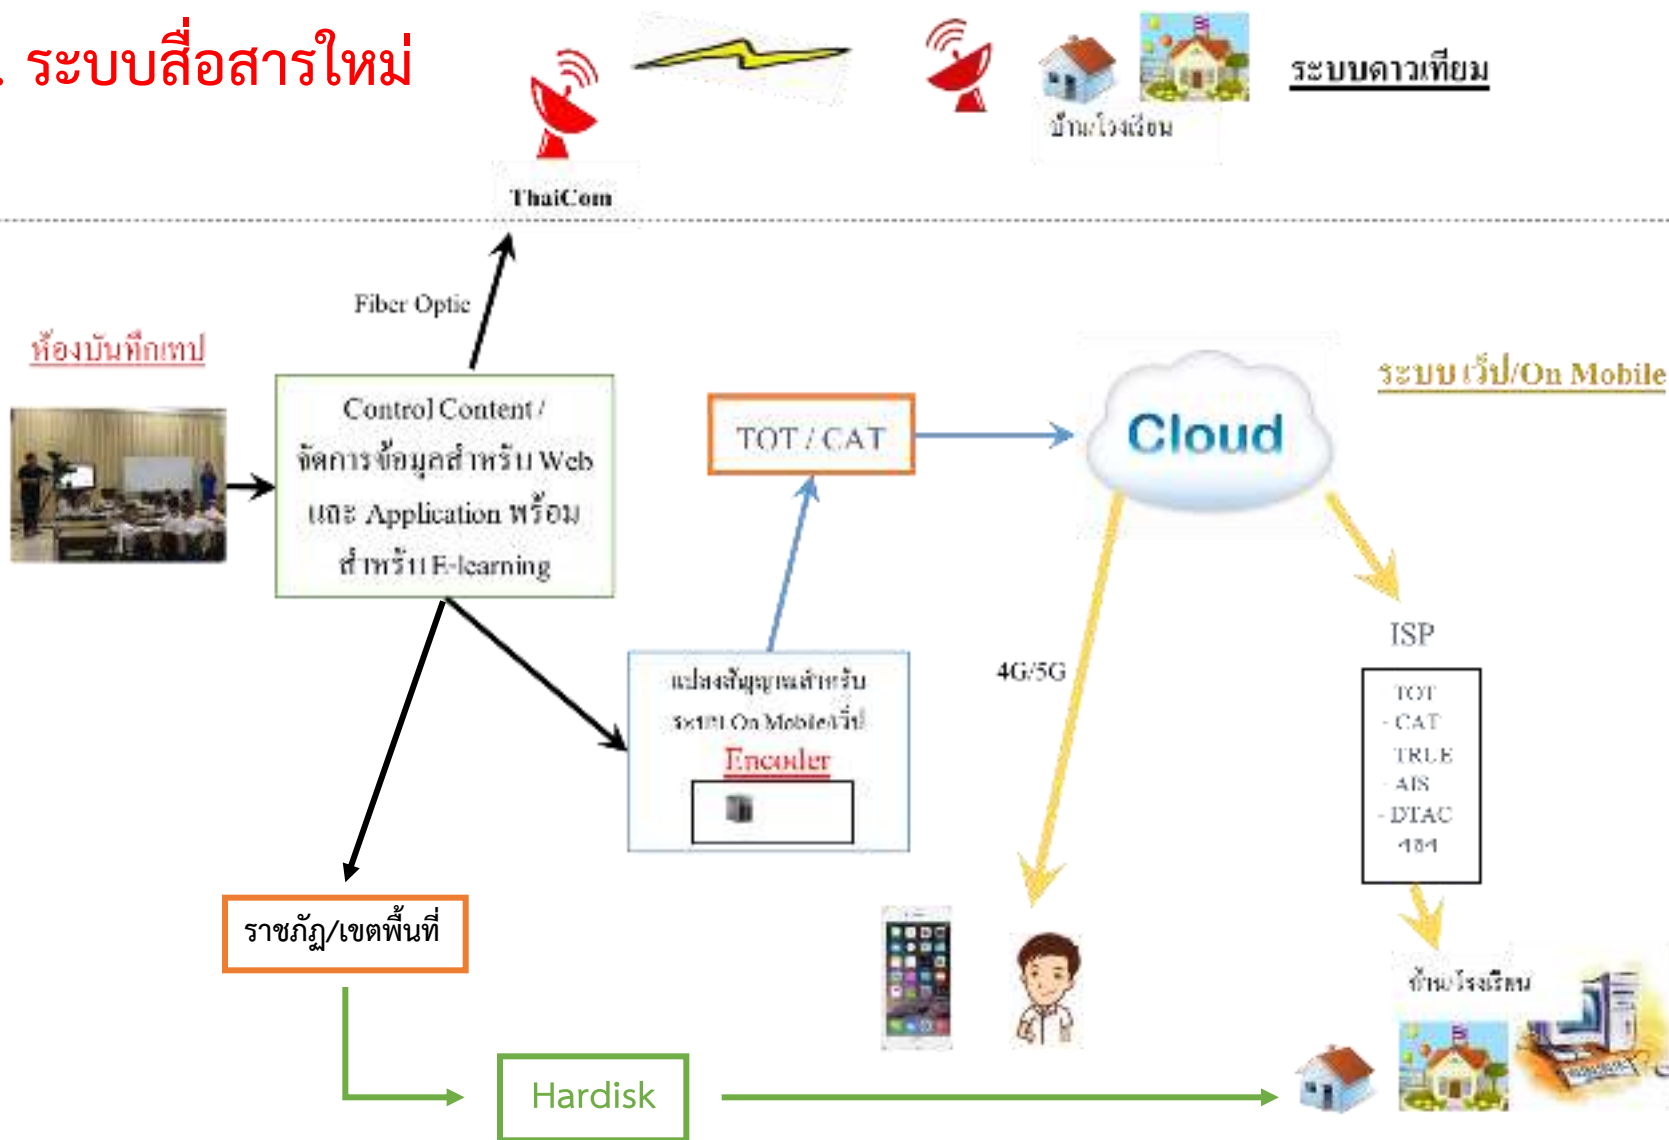 . ระบบสื่อสารใหม่
ระบบดาวเทียม
บ้าน/โรงเรียน
ThaiCom
Fiber Optic
ห้องบันทึกเทป
Control Content /
จัดการข้อมูลสำหรับ Web
และ Application พร้อม
สำหรับ E-learning
TOT / CAT
Cloud
ระบบ เว็ป/On Mobile
แปลงสัญญาณสำหรับ
ระบบ On Mobile/เว็ป
Encoder
4G/5G
ISP
TOT
- CAT
TRUE
- AIS
- DTAC
ฯลฯ
ราชภัฏ/เขตพื้นที่
Hardisk
บ้าน/โรงเรียน